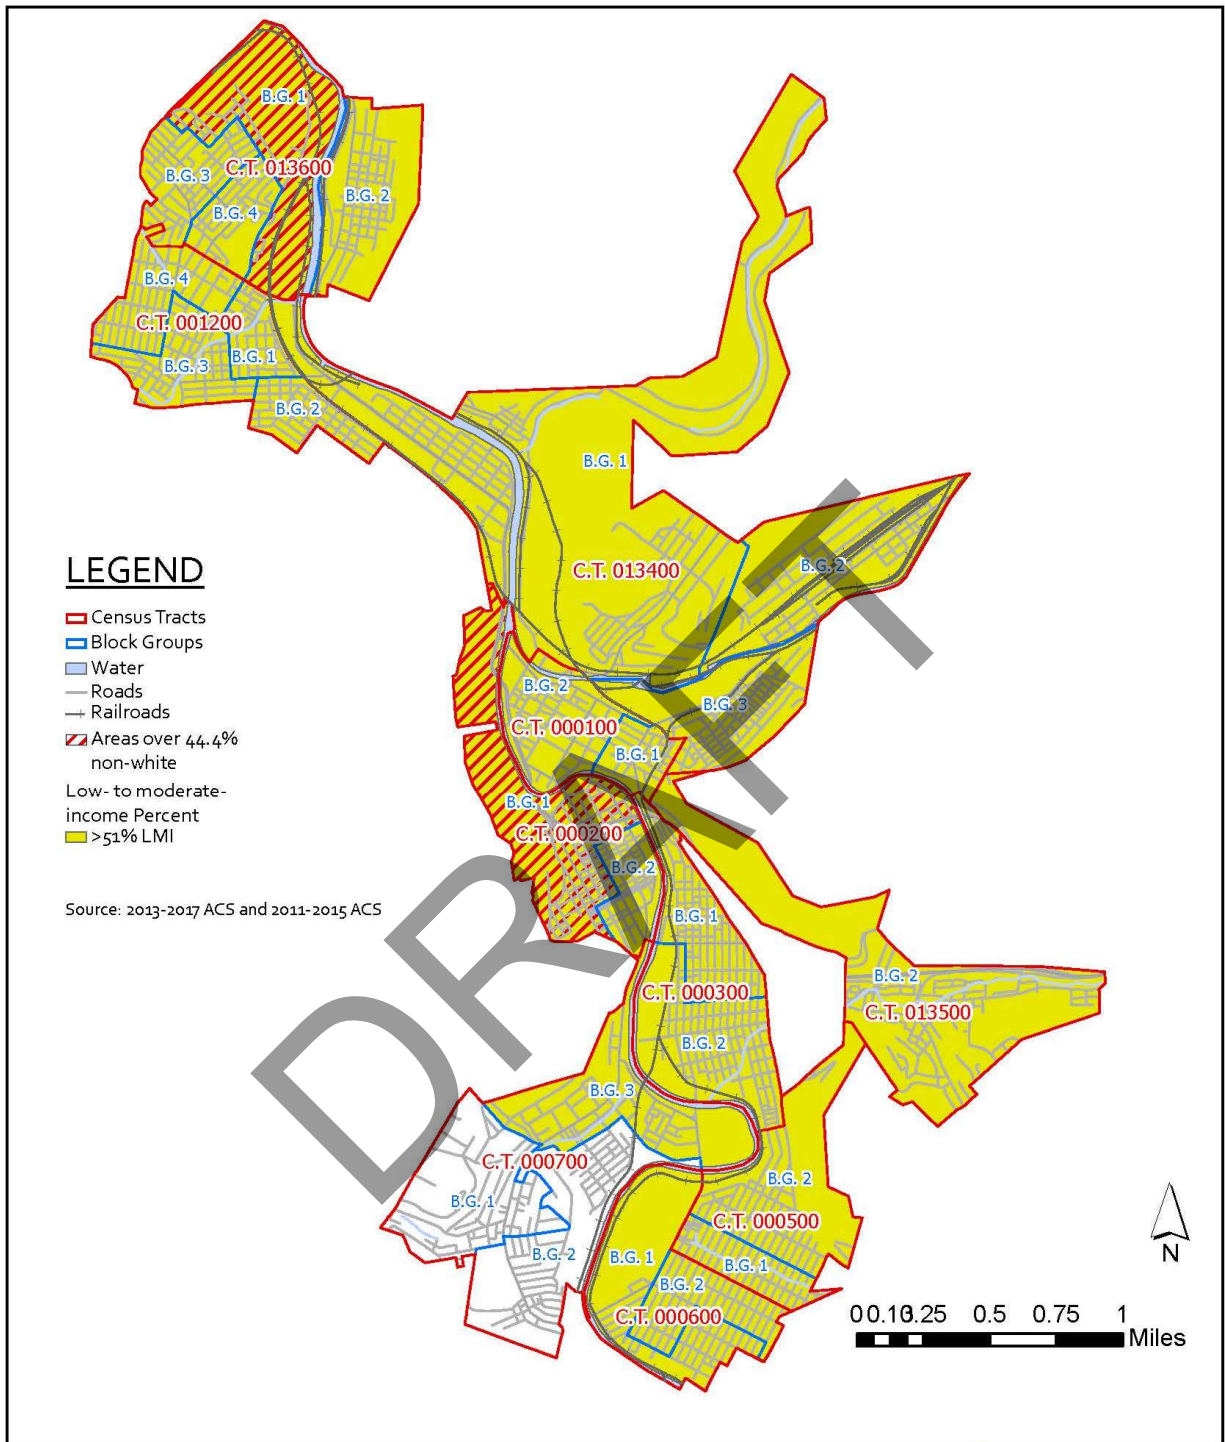 B.G. 1
C.T. 013600
B.G. 3
B.G. 2
B.G. 4
B.G. 4
C.T. 001200
B.G. 1
B.G. 3
B.G. 2
B.G. 1
C.T. 013400
B.G. 2
LEGEND
Census Tracts
Block Groups
Water
Roads
Railroads
Areas over 44.4%
non-white
Low- to moderate-
income Percent
>51% LMI
Source: 2013-2017 ACS and 2011-2015 ACS
B.G. 2
B.G. 3
C.T. 000100
B.G. 1
B.G. 1
C.T. 000200
B.G. 2
B.G. 1
B.G. 2
C.T. 000300
C.T. 013500
B.G. 2
B.G. 3
C.T. 000700
B.G. 2
B.G. 1
C.T. 000500
B.G. 2
B.G. 1
B.G. 1
B.G. 2
C.T. 000600
DRAFT
N
0 0.13 0.25 0.5 0.75 1
Miles